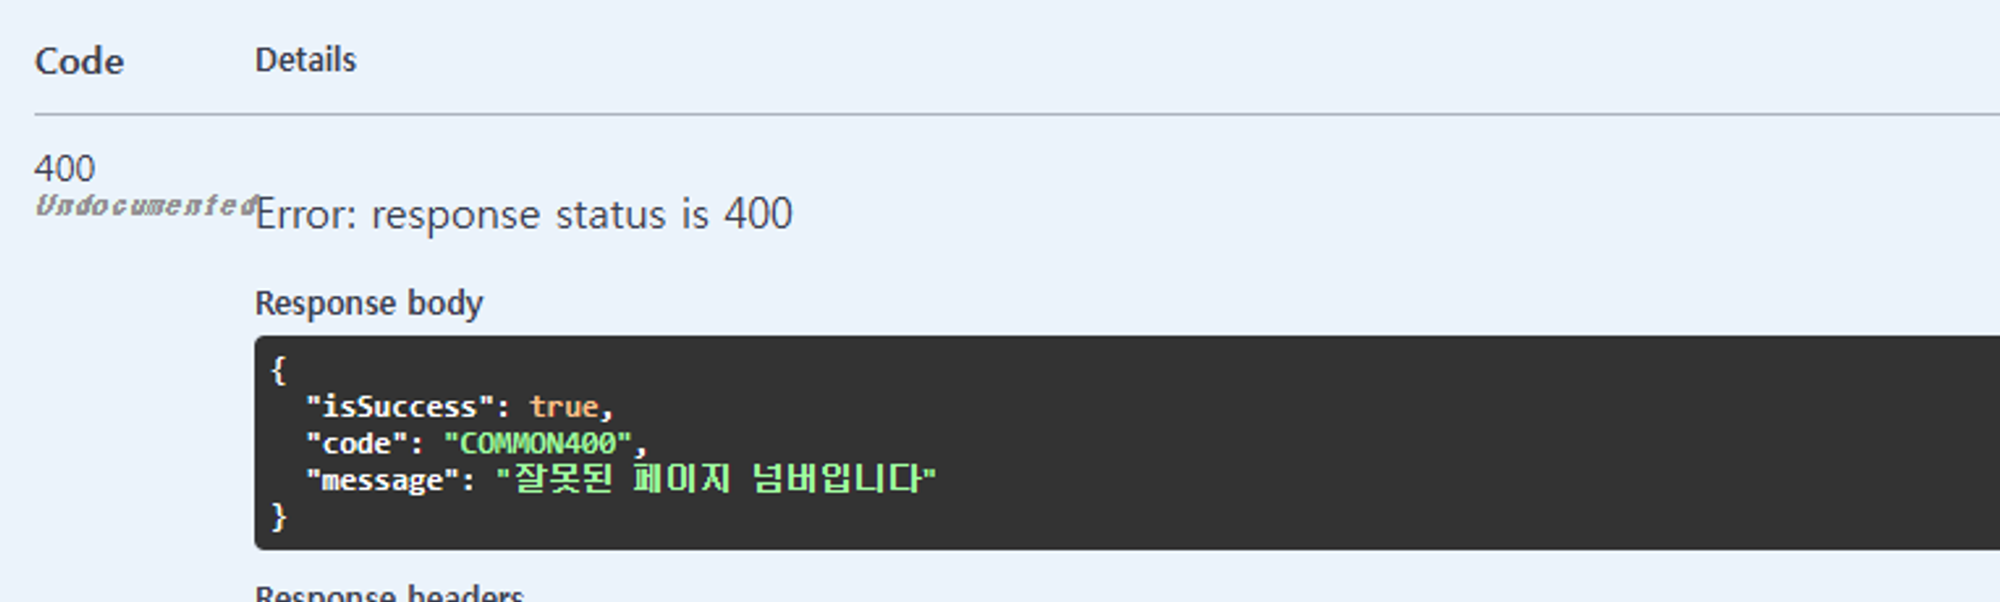 Code Details
400
Undocumented
Error: response status is 400
Response body
{
"isSuccess": true,
"code": "COMMON400",
"message": "잘못된 페이지 넘버입니다"
}
Response headers